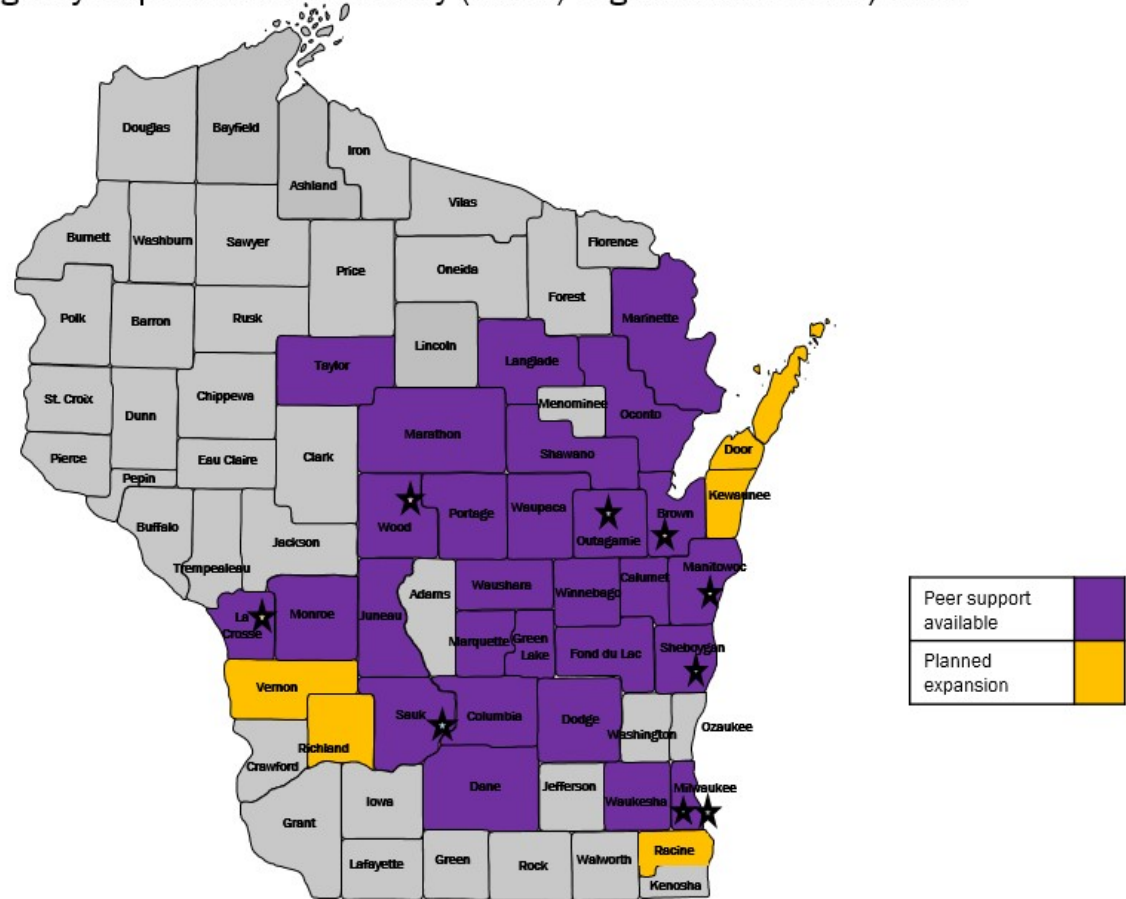 Douglas
Bayfield
Iron
Ashland
Vilas
Burnett
Washburn
Sawyer
Florence
Price
Oneida
Forest
Polk
Barron
Rusk
Marinette
Lincoln
Taylor
Langlade
St. Croix
Chippewa
Menominee
Dunn
Oconto
Marathon
Door
Pierce
Eau Claire
Clark
Shawano
Pepin
Kewaunee
Buffalo
Wood
Portage
Waupaca
Brown
Outagamie
Jackson
Trempealeau
Manitowoc
Calumet
Adams
Waushara
Winnebago
La
Crosse
Monroe
Juneau
Marquette
Green
Lake
Fond du Lac
Sheboygan
Vernon
Sauk
Columbia
Dodge
Washington
Ozaukee
Richland
Crawford
Dane
Jefferson
Milwaukee
Waukesha
Iowa
Grant
Racine
Lafayette
Green
Rock
Walworth
Kenosha
Peer support
available
Planned
expansion